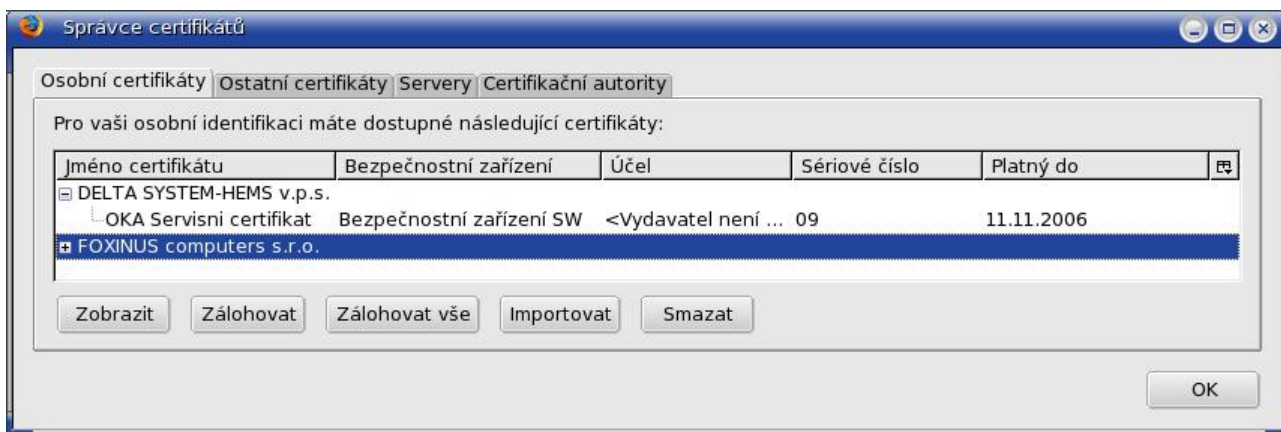 Správce certifikátů
Osobní certifikáty Ostatní certifikáty Servery Certifikační autority
Pro vaši osobní identifikaci máte dostupné následující certifikáty:
Jméno certifikátu Bezpečnostní zařízení Účel Sériové číslo Platný do
DELTA SYSTEM-HEMS v.p.s.
OKA Servisni certifikat Bezpečnostní zařízení SW <Vydavatel není ... 09 11.11.2006
FOXINUS computers s.r.o.
Zobrazit Zálohovat Zálohovat vše Importovat Smazat
OK